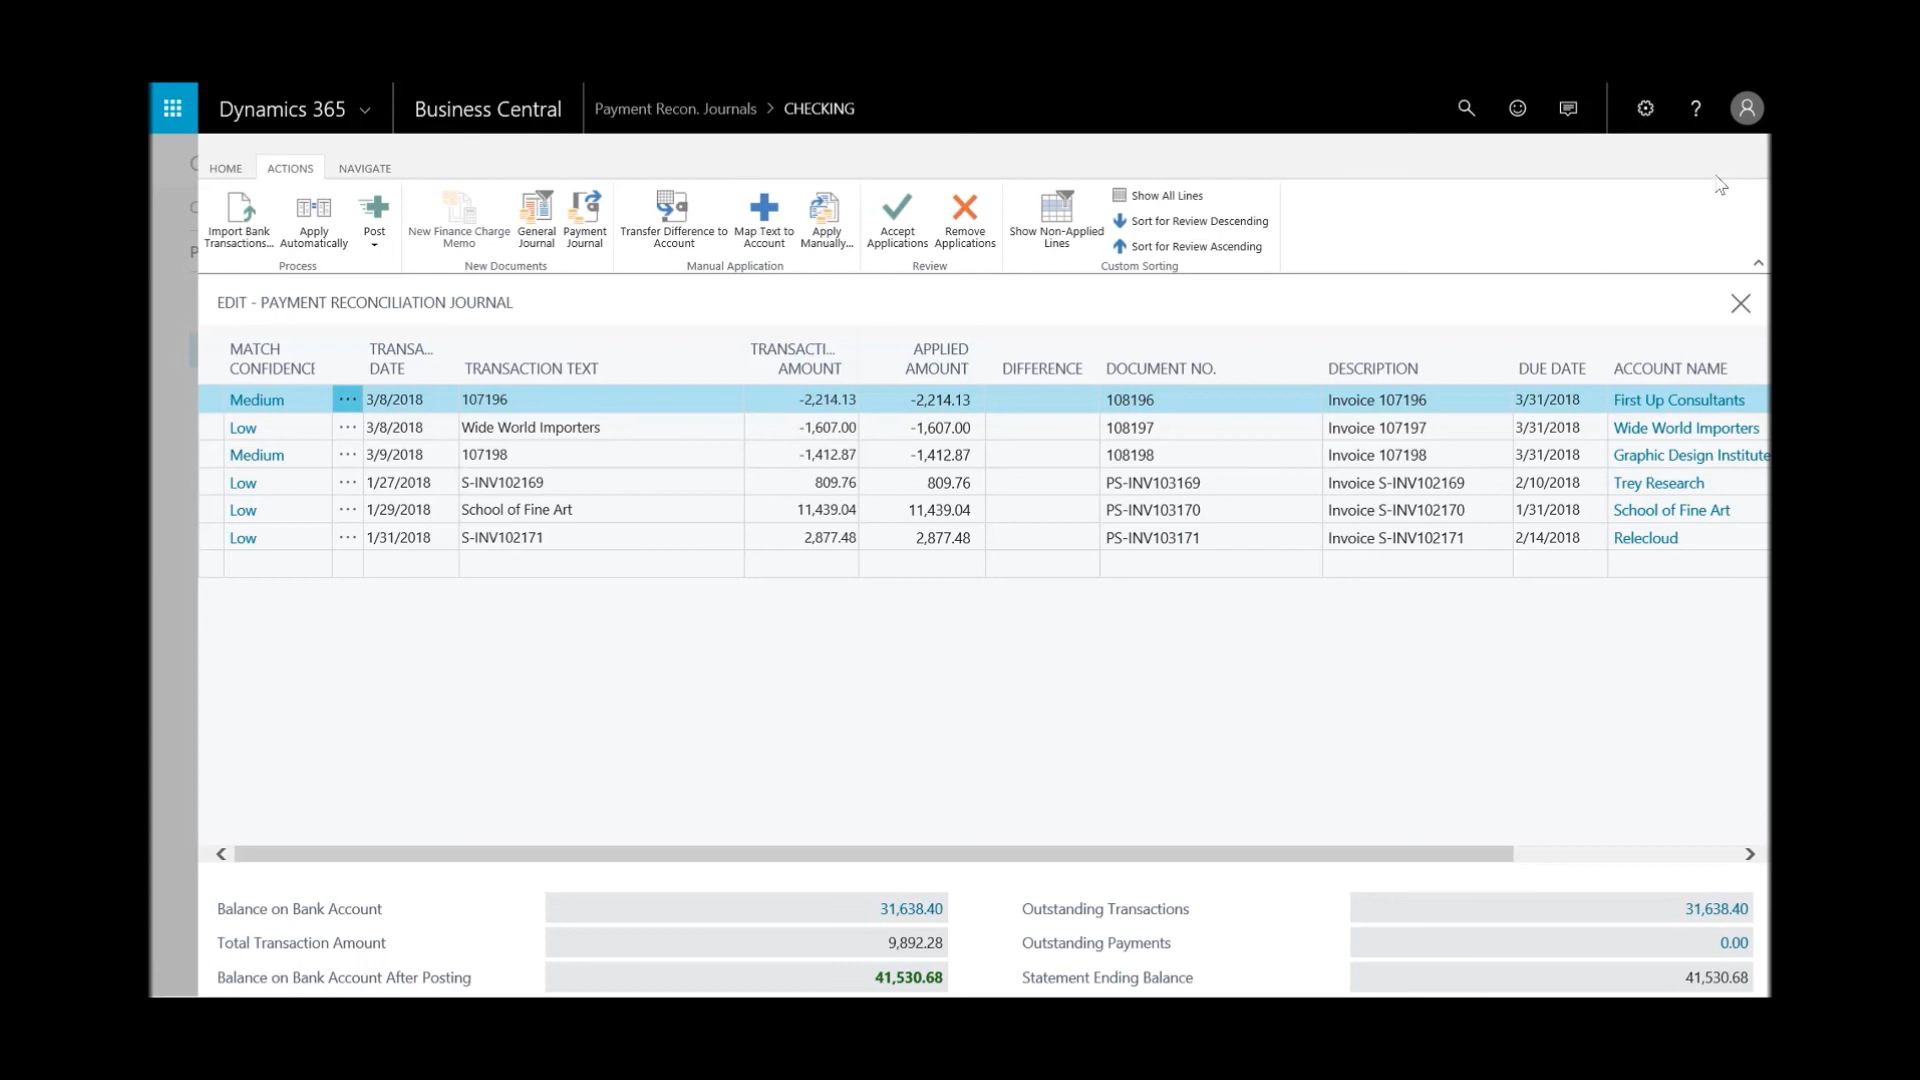 Dynamics 365 Business Central Payment Recon. Journals > CHECKING ?
HOME ACTIONS NAVIGATE
Import Bank Transactions... Apply Automatically Post New Finance Charge Memo General Journal Payment Journal Transfer Difference to Account Map Text to Account Apply Manually... Accept Applications Remove Applications Show Non-Applied Lines
Show All Lines
Sort for Review Descending
Sort for Review Ascending
Process New Documents Manual Application Review Custom Sorting
EDIT - PAYMENT RECONCILIATION JOURNAL
MATCH CONFIDENCE TRANSA... DATE TRANSACTION TEXT TRANSACTI... AMOUNT APPLIED AMOUNT DIFFERENCE DOCUMENT NO. DESCRIPTION DUE DATE ACCOUNT NAME
Medium ... 3/8/2018 107196 -2,214.13 -2,214.13 108196 Invoice 107196 3/31/2018 First Up Consultants
Low ... 3/8/2018 Wide World Importers -1,607.00 -1,607.00 108197 Invoice 107197 3/31/2018 Wide World Importers
Medium ... 3/9/2018 107198 -1,412.87 -1,412.87 108198 Invoice 107198 3/31/2018 Graphic Design Institute
Low ... 1/27/2018 S-INV102169 809.76 809.76 PS-INV103169 Invoice S-INV102169 2/10/2018 Trey Research
Low ... 1/29/2018 School of Fine Art 11,439.04 11,439.04 PS-INV103170 Invoice S-INV102170 1/31/2018 School of Fine Art
Low ... 1/31/2018 S-INV102171 2,877.48 2,877.48 PS-INV103171 Invoice S-INV102171 2/14/2018 Relecloud
Balance on Bank Account 31,638.40 Outstanding Transactions 31,638.40
Total Transaction Amount 9,892.28 Outstanding Payments 0.00
Balance on Bank Account After Posting 41,530.68 Statement Ending Balance 41,530.68